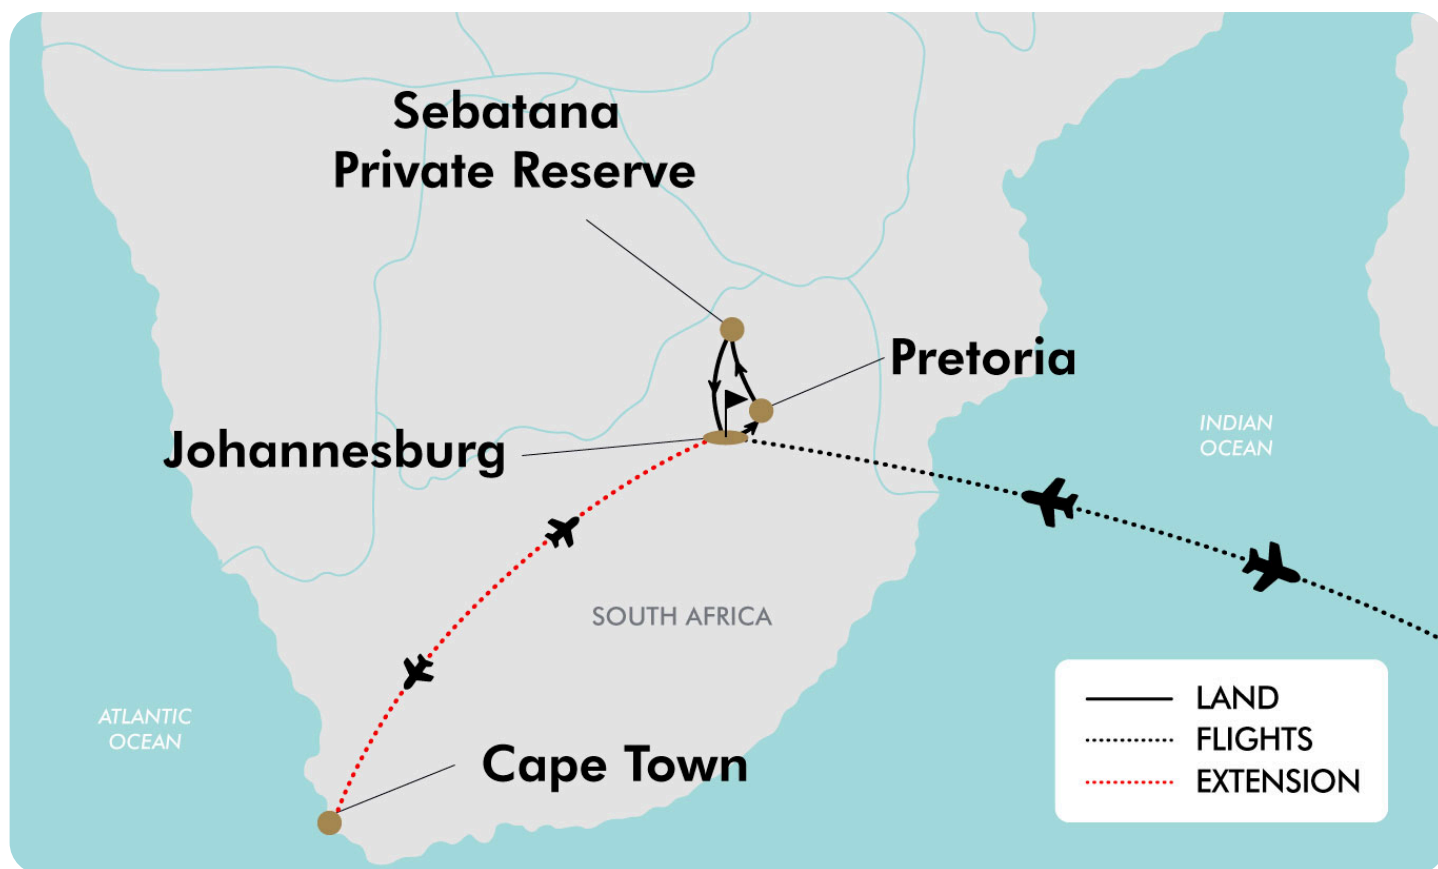 Sebatana
Private Reserve
Pretoria
Johannesburg
INDIAN
OCEAN
SOUTH AFRICA
ATLANTIC
OCEAN
Cape Town
LAND
FLIGHTS
EXTENSION